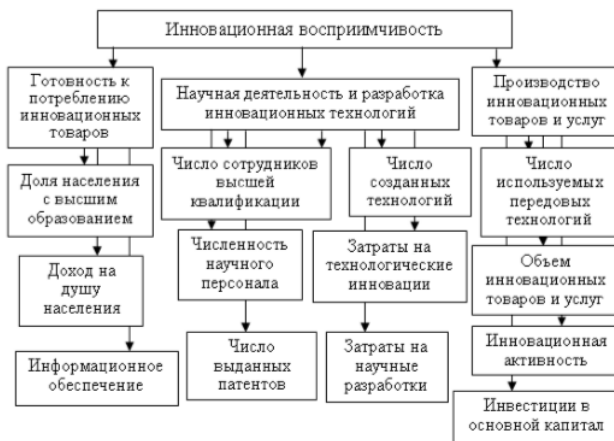 Инновационная восприимчивость
Готовность к
потреблению
инновационных
товаров
Научная деятельность и разработка
инновационных технологий
Производство
инновационных
товаров и услуг
Доля населения
с высшим
образованием
Число сотрудников
высшей
квалификации
Число
созданных
технологий
Число
используемых
передовых
технологий
Доход на
душу
населения
Численность
научного
персонала
Затраты на
технологические
инновации
Объем
инновационных
товаров и услуг
Информационное
обеспечение
Число
выданных
патентов
Затраты на
научные
разработки
Инновационная
активность
Инвестиции в
основной капитал